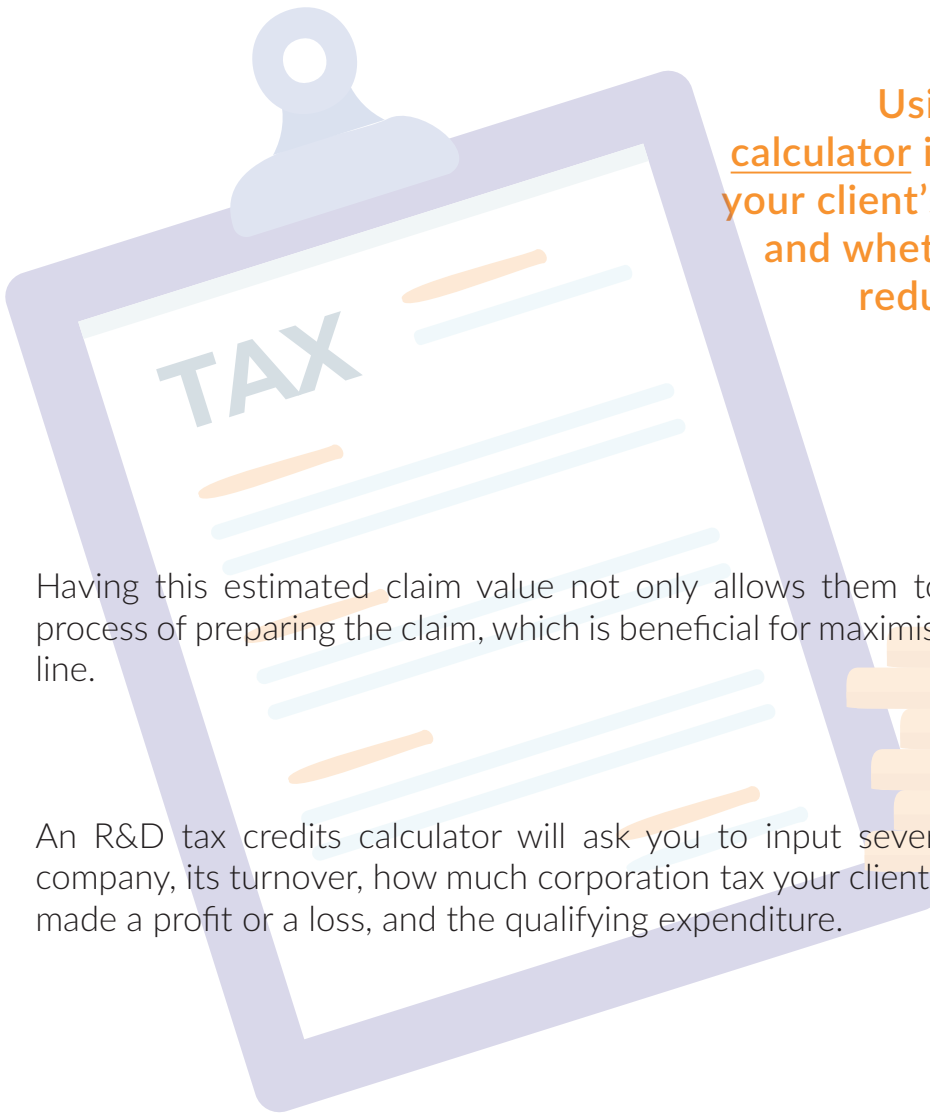 Usi
calculator i
your client'
and whet
redu
TAX
Having this estimated claim value not only allows them to
process of preparing the claim, which is beneficial for maximis
line.
An R&D tax credits calculator will ask you to input sever
company, its turnover, how much corporation tax your client
made a profit or a loss, and the qualifying expenditure.